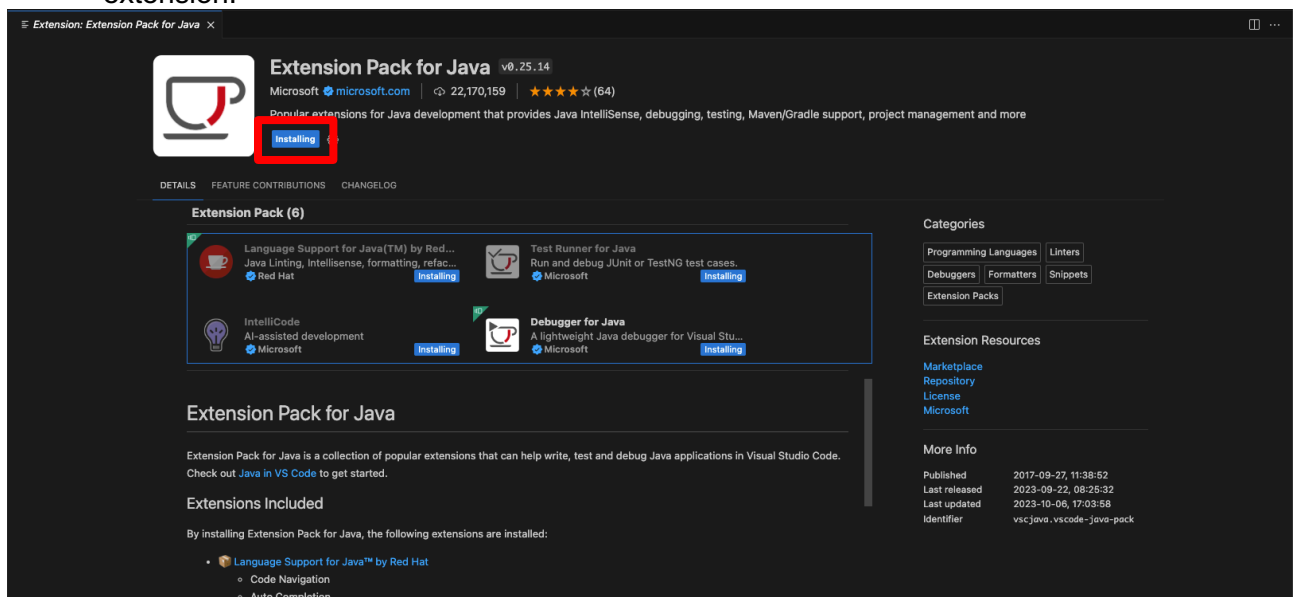 extension.
Extension: Extension Pack for Java
Extension Pack for Java v0.25.14
Microsoft microsoft.com 22,170,159 (64)
Popular extensions for Java development that provides Java IntelliSense, debugging, testing, Maven/Gradle support, project management and more
Installing
DETAILS FEATURE CONTRIBUTIONS CHANGELOG
Extension Pack (6)
Language Support for Java(TM) by Red...
Java Linting, Intellisense, formatting, refac...
Red Hat Installing
Test Runner for Java
Run and debug JUnit or TestNG test cases.
Microsoft Installing
IntelliCode
AI-assisted development
Microsoft Installing
Debugger for Java
A lightweight Java debugger for Visual Stu...
Microsoft Installing
Extension Pack for Java
Extension Pack for Java is a collection of popular extensions that can help write, test and debug Java applications in Visual Studio Code.
Check out Java in VS Code to get started.
Extensions Included
By installing Extension Pack for Java, the following extensions are installed:
• Language Support for Java™ by Red Hat
Code Navigation
Auto Completion
Categories
Programming Languages Linters
Debuggers Formatters Snippets
Extension Packs
Extension Resources
Marketplace
Repository
License
Microsoft
More Info
Published 2017-09-27, 11:38:52
Last released 2023-09-22, 08:25:32
Last updated 2023-10-06, 17:03:58
Identifier vscjava.vscode-java-pack